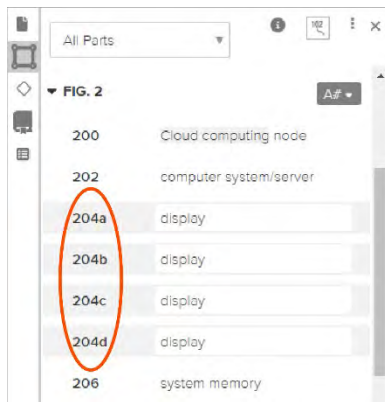 All Parts
102
FIG. 2
A#
200 Cloud computing node
202 computer system/server
204a display
204b display
204c display
204d display
206 system memory